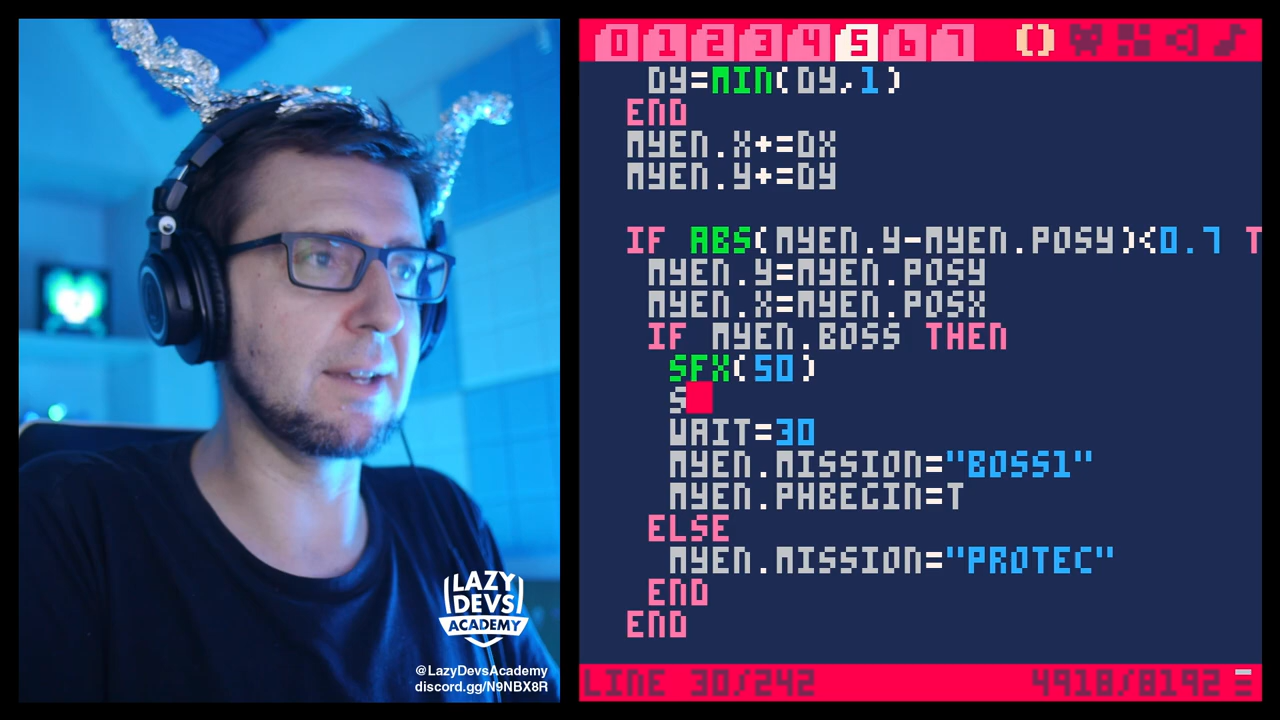 LAZY
DEVS
ACADEMY
@LazyDevsAcademy
discord.gg/N9NBX8R
0 1 2 3 4 5 6 7 ()
DY=MIN(DY,1)
END
MYEN.X+=DX
MYEN.Y+=DY
IF ABS(MYEN.Y-MYEN.POSY)<0.7 T
MYEN.Y=MYEN.POSY
MYEN.X=MYEN.POSX
IF MYEN.BOSS THEN
SFX(50)
S
WAIT=30
MYEN.MISSION="BOSS1"
MYEN.PHBEGIN=T
ELSE
MYEN.MISSION="PROTEC"
END
END
LINE 30/242
4918/8192